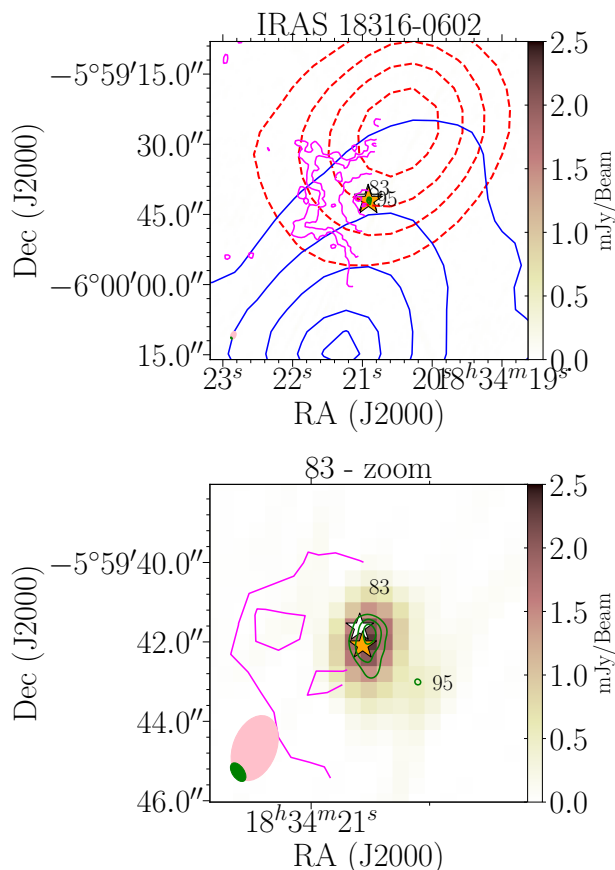 IRAS 18316-0602
−5°59′15.0″
30.0″
45.0″
−6°00′00.0″
15.0″
Dec (J2000)
83
95
23ˢ 22ˢ 21ˢ 20ˢ 18ʰ34ᵐ19ˢ
RA (J2000)
2.5
2.0
1.5
1.0
0.5
0.0
mJy/Beam
83 - zoom
−5°59′40.0″
42.0″
44.0″
46.0″
Dec (J2000)
83
95
18ʰ34ᵐ21ˢ
RA (J2000)
2.5
2.0
1.5
1.0
0.5
0.0
mJy/Beam